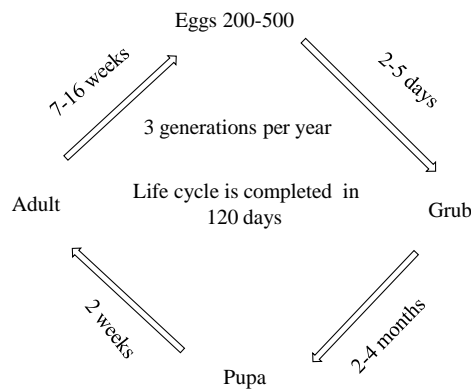 Eggs 200-500
7-16 weeks
2-5 days
3 generations per year
Adult
Life cycle is completed in
120 days
Grub
2 weeks
2-4 months
Pupa